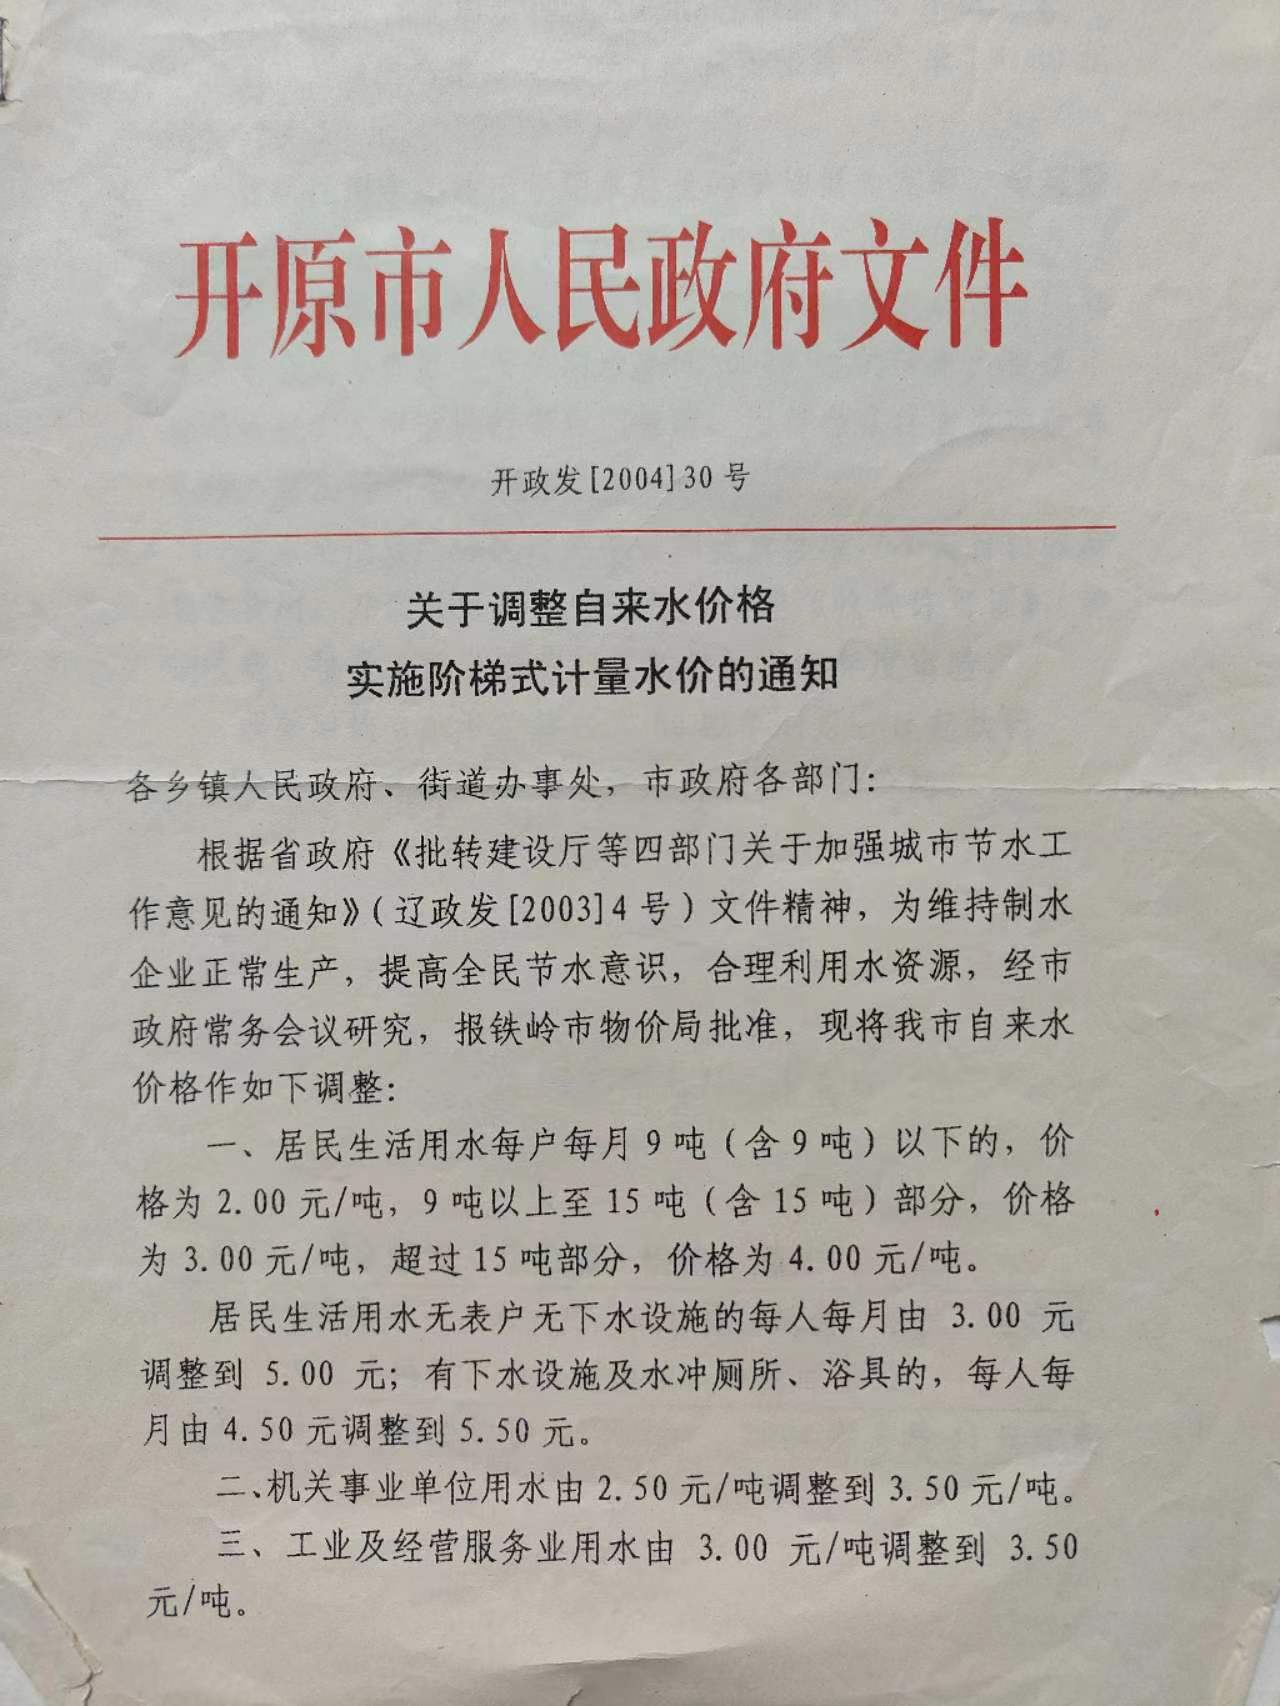 开原市人民政府文件
开政发[2004]30号
关于调整自来水价格
实施阶梯式计量水价的通知
各乡镇人民政府、街道办事处，市政府各部门：
根据省政府《批转建设厅等四部门关于加强城市节水工
作意见的通知》（辽政发[2003]4号）文件精神，为维持制水
企业正常生产，提高全民节水意识，合理利用水资源，经市
政府常务会议研究，报铁岭市物价局批准，现将我市自来水
价格作如下调整：
一、居民生活用水每户每月9吨（含9吨）以下的，价
格为2.00元/吨，9吨以上至15吨（含15吨）部分，价格
为3.00元/吨，超过15吨部分，价格为4.00元/吨。
居民生活用水无表户无下水设施的每人每月由 3.00 元
调整到 5.00 元；有下水设施及水冲厕所、浴具的，每人每
月由4.50元调整到5.50元。
二、机关事业单位用水由2.50元/吨调整到3.50元/吨。
三、工业及经营服务业用水由 3.00 元/吨调整到 3.50
元/吨。